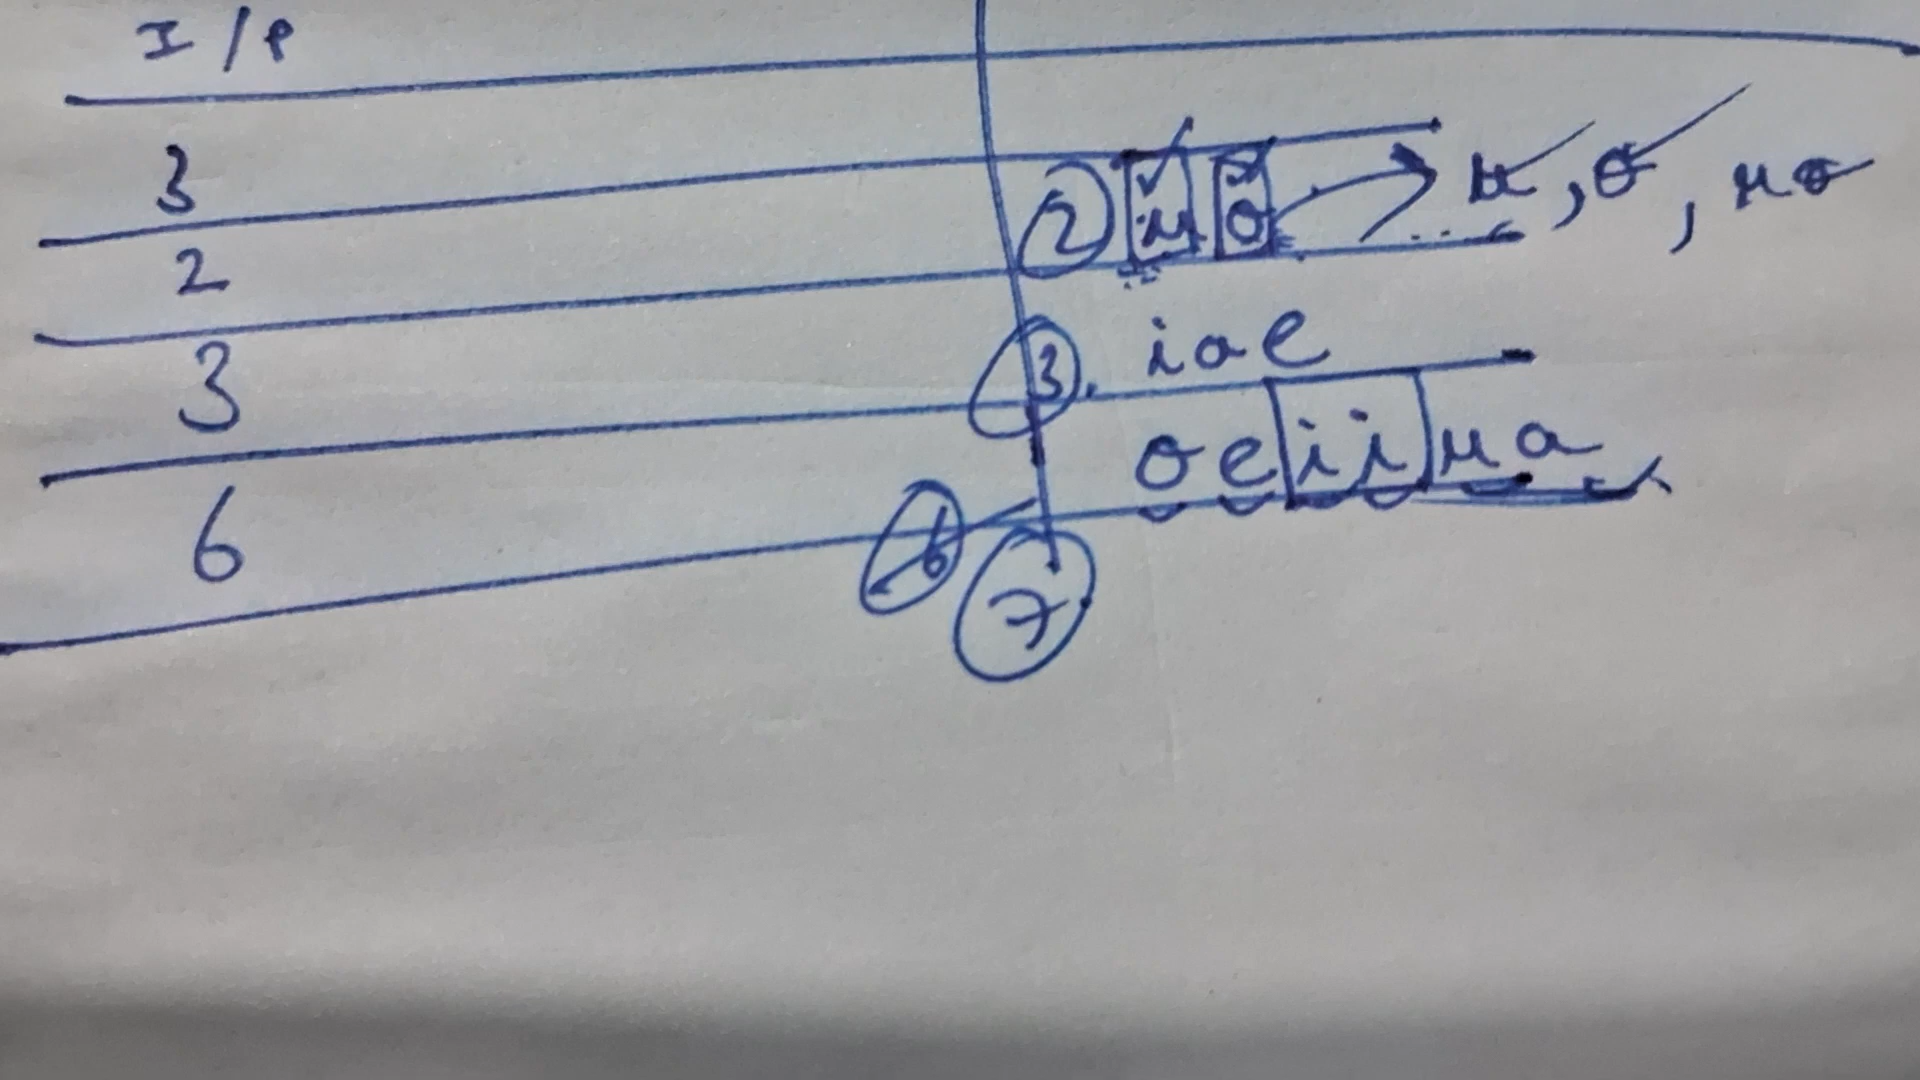 I/P
3
2 2 u o u, o, uo
3 3. iae
6 6 oeiiua
7